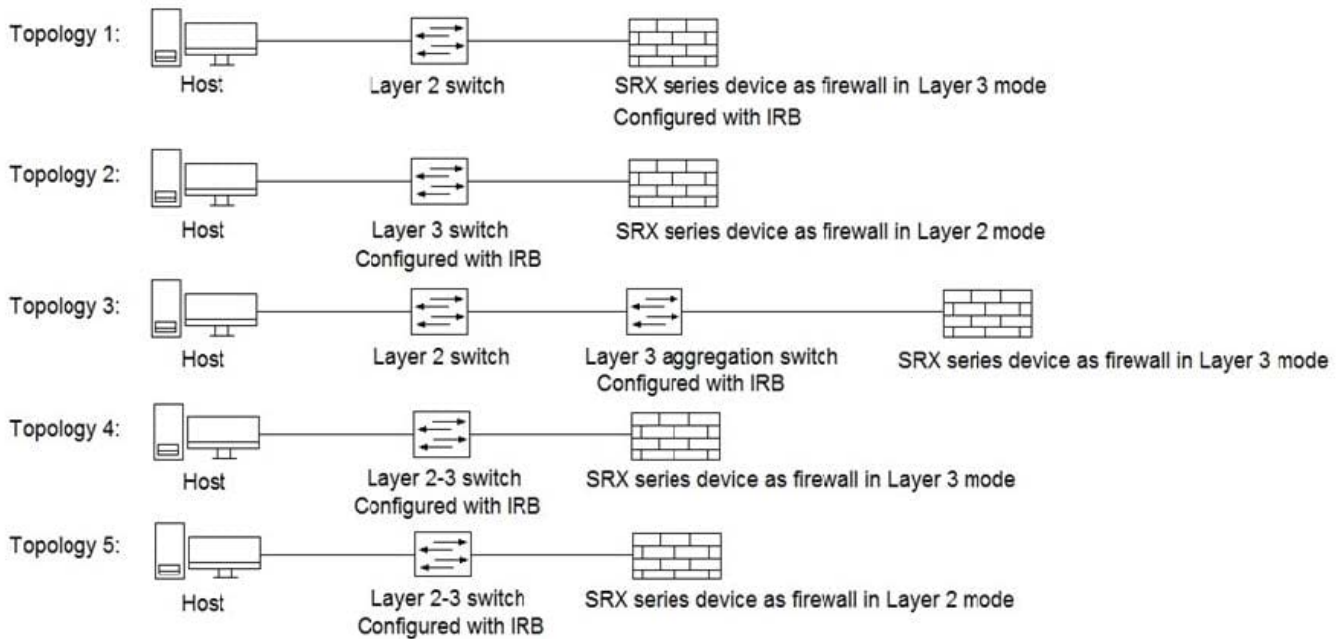 Topology 1:
Host
Layer 2 switch
SRX series device as firewall in Layer 3 mode
Configured with IRB
Topology 2:
Host
Layer 3 switch
Configured with IRB
SRX series device as firewall in Layer 2 mode
Topology 3:
Host
Layer 2 switch
Layer 3 aggregation switch
Configured with IRB
SRX series device as firewall in Layer 3 mode
Topology 4:
Host
Layer 2-3 switch
Configured with IRB
SRX series device as firewall in Layer 3 mode
Topology 5:
Host
Layer 2-3 switch
Configured with IRB
SRX series device as firewall in Layer 2 mode